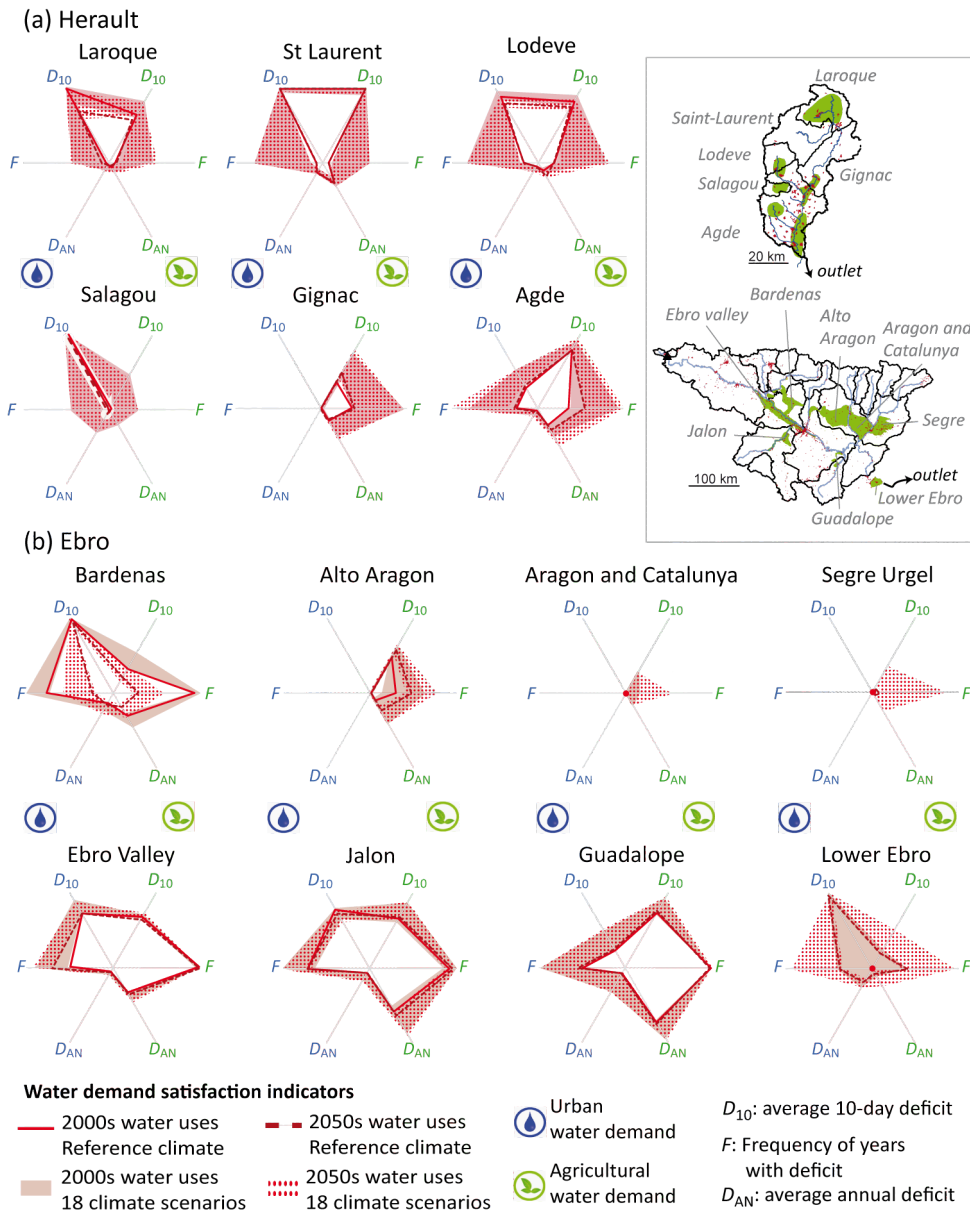 (a) Herault
Laroque
St Laurent
Lodeve
D10 D10
D10 D10
D10 D10
F F
F F
F F
DAN DAN
DAN DAN
DAN DAN
Salagou
Gignac
Agde
D10 D10
D10 D10
D10 D10
F F
F F
F F
DAN DAN
DAN DAN
DAN DAN
Laroque
Saint-Laurent
Lodeve
Salagou
Gignac
Agde
20 km
outlet
Bardenas
Ebro valley
Alto
Aragon
Aragon and
Catalunya
Segre
Jalon
100 km
outlet
Lower Ebro
Guadalope
(b) Ebro
Bardenas
Alto Aragon
Aragon and Catalunya
Segre Urgel
D10 D10
D10 D10
D10 D10
D10 D10
F F
F F
F F
F F
DAN DAN
DAN DAN
DAN DAN
DAN DAN
Ebro Valley
Jalon
Guadalope
Lower Ebro
D10 D10
D10 D10
D10 D10
D10 D10
F F
F F
F F
F F
DAN DAN
DAN DAN
DAN DAN
DAN DAN
Water demand satisfaction indicators
2000s water uses
Reference climate
2050s water uses
Reference climate
2000s water uses
18 climate scenarios
2050s water uses
18 climate scenarios
Urban
water demand
Agricultural
water demand
D10: average 10-day deficit
F: Frequency of years
with deficit
DAN: average annual deficit